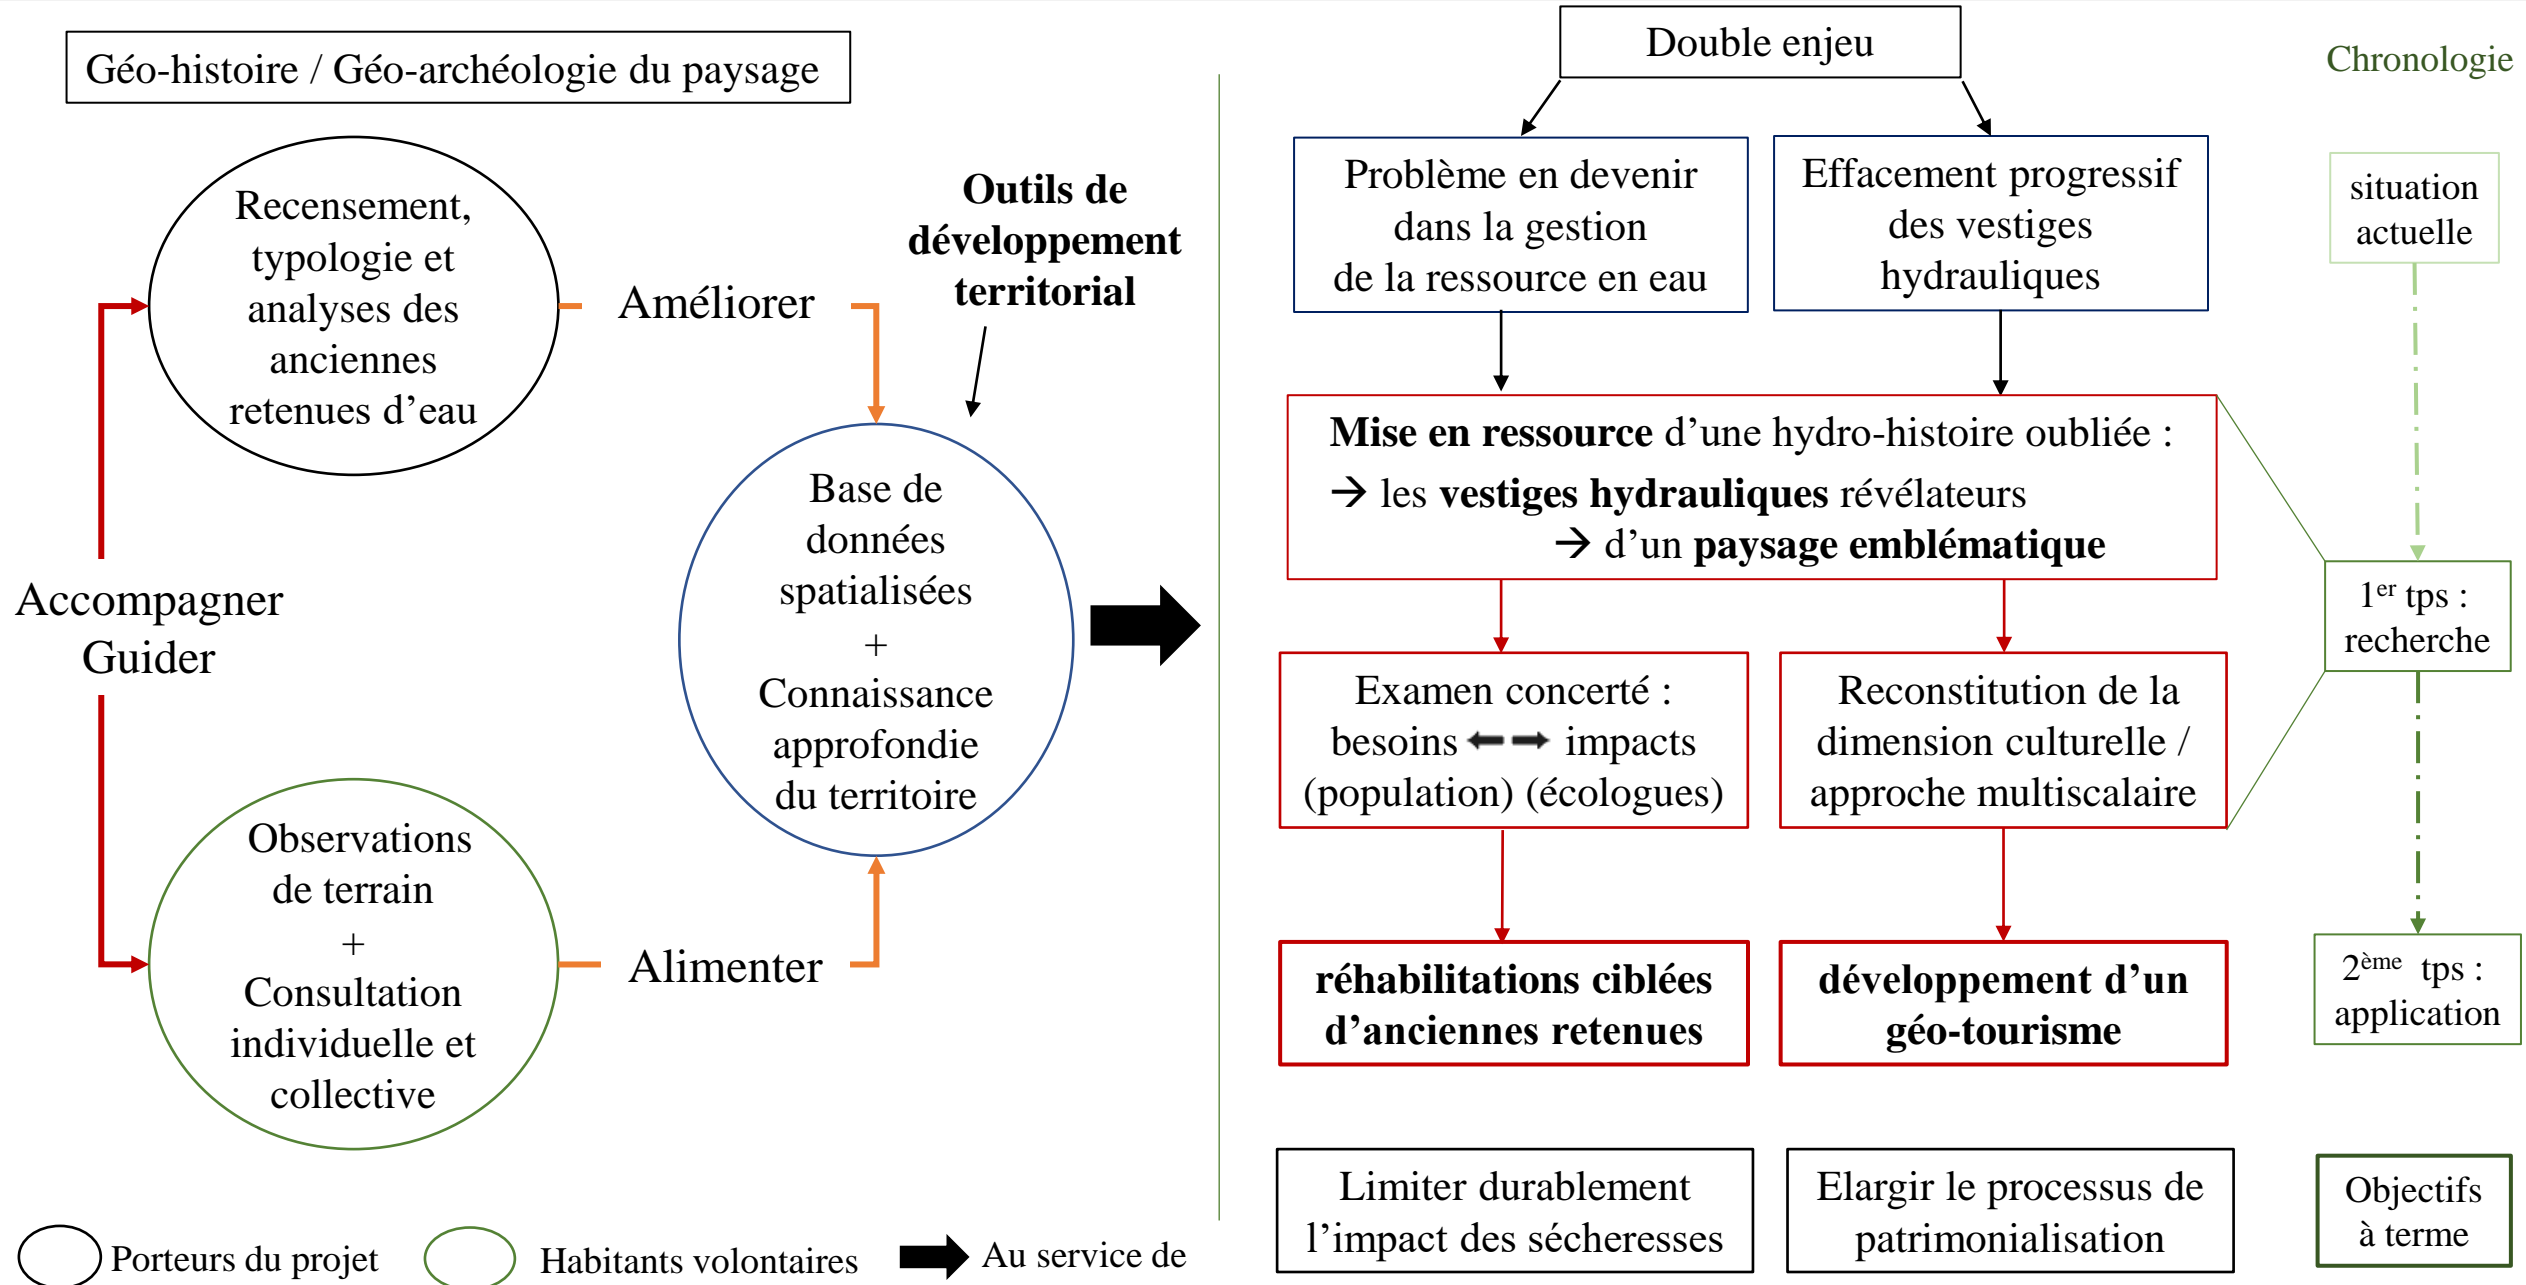 Géo-histoire / Géo-archéologie du paysage
Recensement,
typologie et
analyses des
anciennes
retenues d’eau
Améliorer
Outils de
développement
territorial
Accompagner
Guider
Base de
données
spatialisées
+
Connaissance
approfondie
du territoire
Observations
de terrain
+
Consultation
individuelle et
collective
Alimenter
Porteurs du projet
Habitants volontaires
Au service de
Double enjeu
Problème en devenir
dans la gestion
de la ressource en eau
Effacement progressif
des vestiges
hydrauliques
Mise en ressource d’une hydro-histoire oubliée :
→ les vestiges hydrauliques révélateurs
→ d’un paysage emblématique
Examen concerté :
besoins ←→ impacts
(population) (écologues)
Reconstitution de la
dimension culturelle /
approche multiscalaire
réhabilitations ciblées
d’anciennes retenues
développement d’un
géo-tourisme
Limiter durablement
l’impact des sécheresses
Elargir le processus de
patrimonialisation
Chronologie
situation
actuelle
1er tps :
recherche
2ème tps :
application
Objectifs
à terme